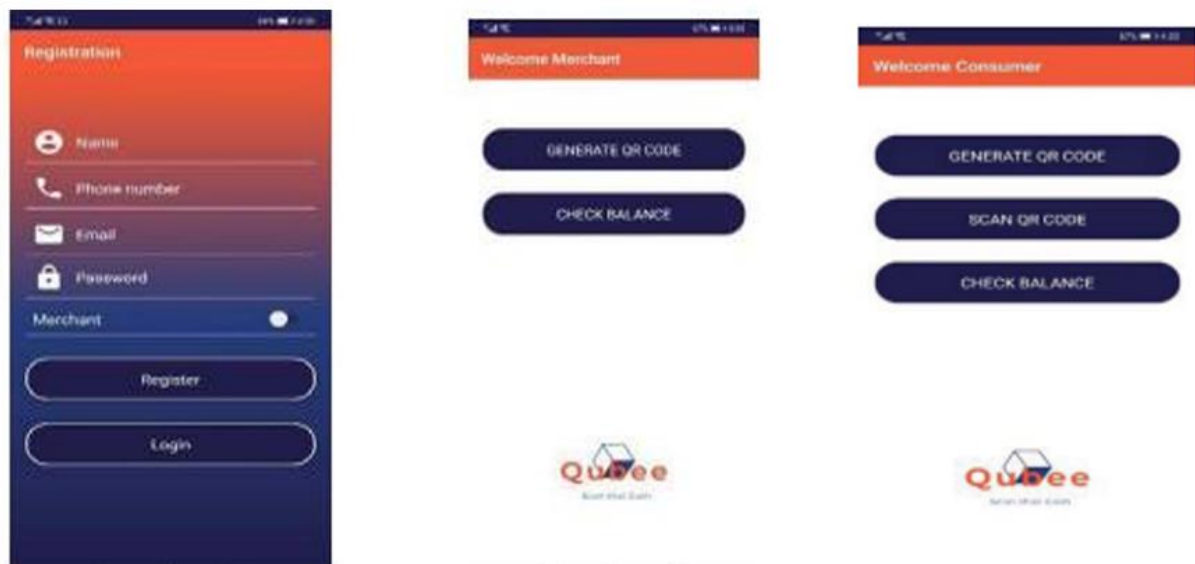 Registration
Name
Phone number
Email
Password
Merchant
Register
Login
Welcome Merchant
GENERATE QR CODE
CHECK BALANCE
Qubee
Welcome Consumer
GENERATE QR CODE
SCAN QR CODE
CHECK BALANCE
Qubee